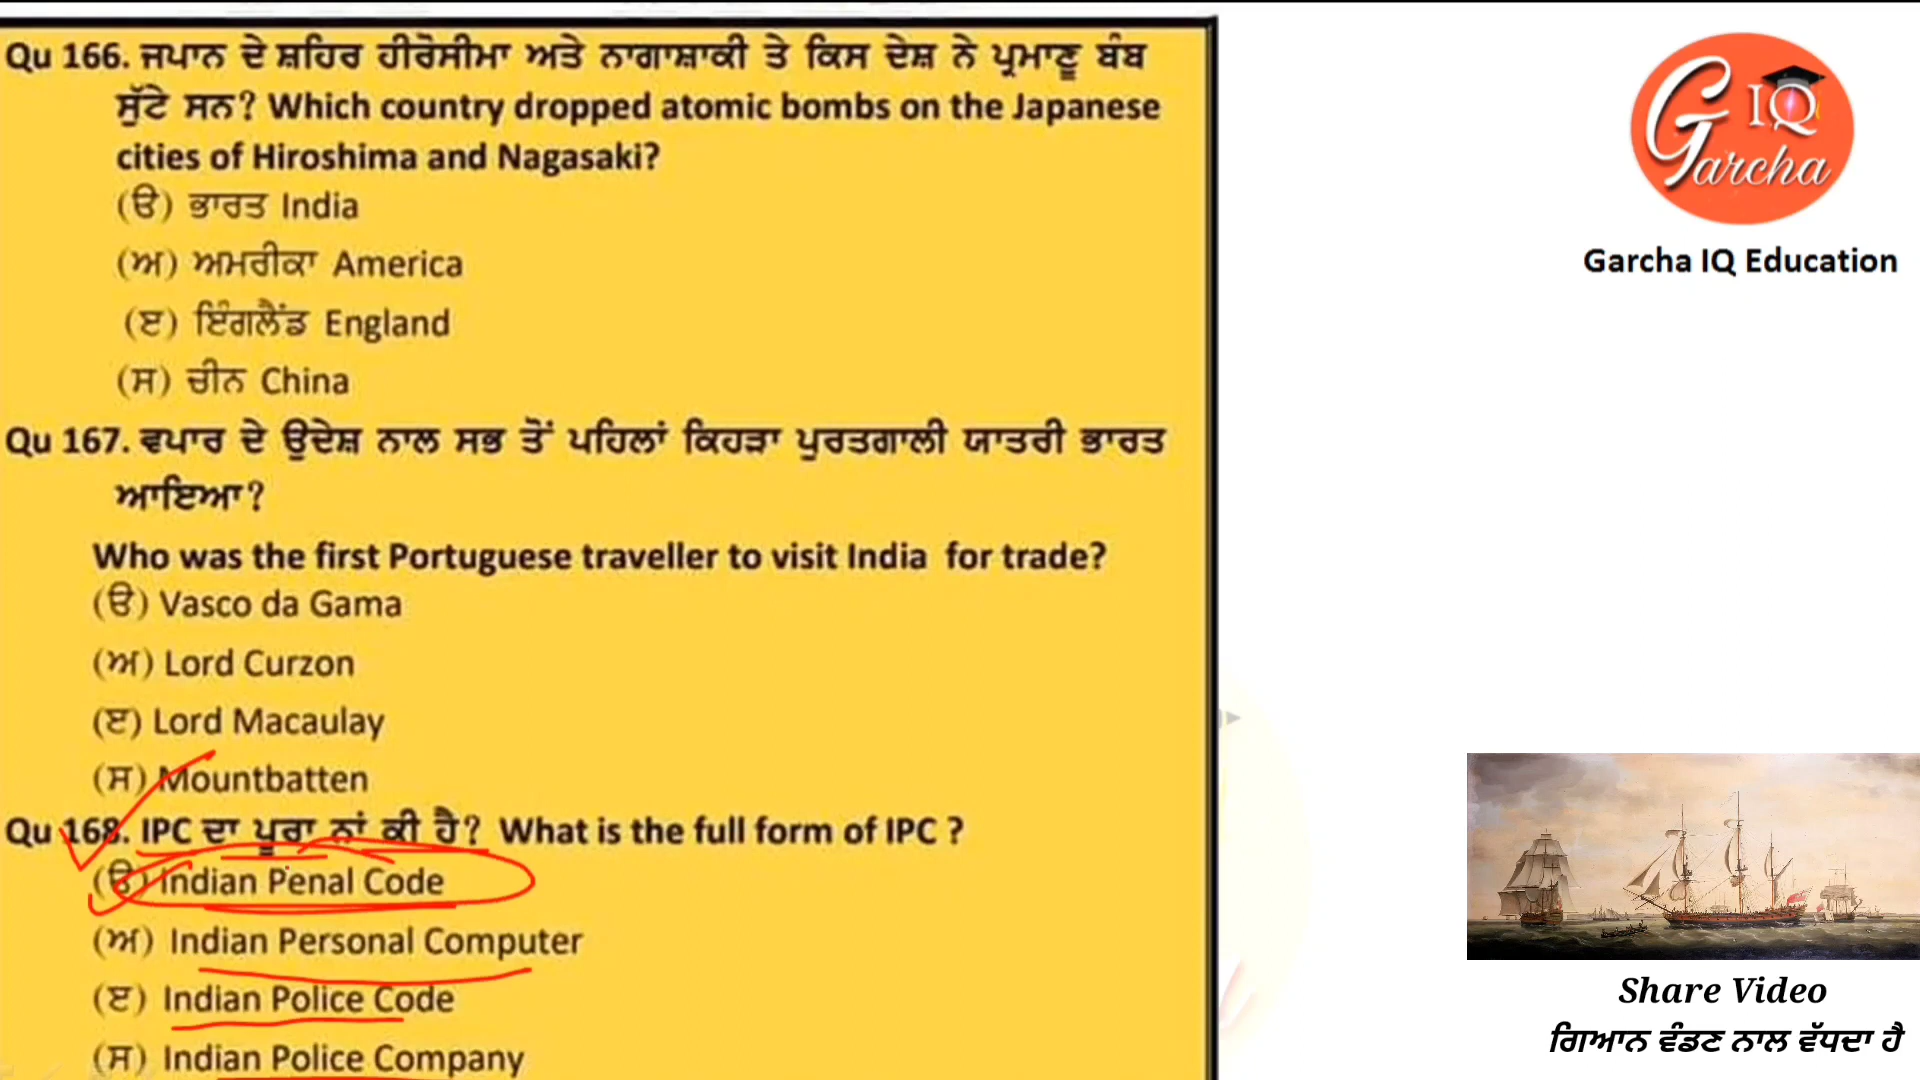 Qu 166. ਜਪਾਨ ਦੇ ਸ਼ਹਿਰ ਹੀਰੋਸੀਮਾ ਅਤੇ ਨਾਗਾਸ਼ਾਕੀ ਤੇ ਕਿਸ ਦੇਸ਼ ਨੇ ਪ੍ਰਮਾਣੂ ਬੰਬ
ਸੁੱਟੇ ਸਨ? Which country dropped atomic bombs on the Japanese
cities of Hiroshima and Nagasaki?
(ੳ) ਭਾਰਤ India
(ਅ) ਅਮਰੀਕਾ America
(ੲ) ਇੰਗਲੈਂਡ England
(ਸ) ਚੀਨ China
Qu 167. ਵਪਾਰ ਦੇ ਉਦੇਸ਼ ਨਾਲ ਸਭ ਤੋਂ ਪਹਿਲਾਂ ਕਿਹੜਾ ਪੁਰਤਗਾਲੀ ਯਾਤਰੀ ਭਾਰਤ
ਆਇਆ?
Who was the first Portuguese traveller to visit India for trade?
(ੳ) Vasco da Gama
(ਅ) Lord Curzon
(ੲ) Lord Macaulay
(ਸ) Mountbatten
Qu 168. IPC ਦਾ ਪੂਰਾ ਨਾਂ ਕੀ ਹੈ? What is the full form of IPC ?
(ੳ) Indian Penal Code
(ਅ) Indian Personal Computer
(ੲ) Indian Police Code
(ਸ) Indian Police Company
G IQ
Garcha
Garcha IQ Education
Share Video
ਗਿਆਨ ਵੰਡਣ ਨਾਲ ਵੱਧਦਾ ਹੈ